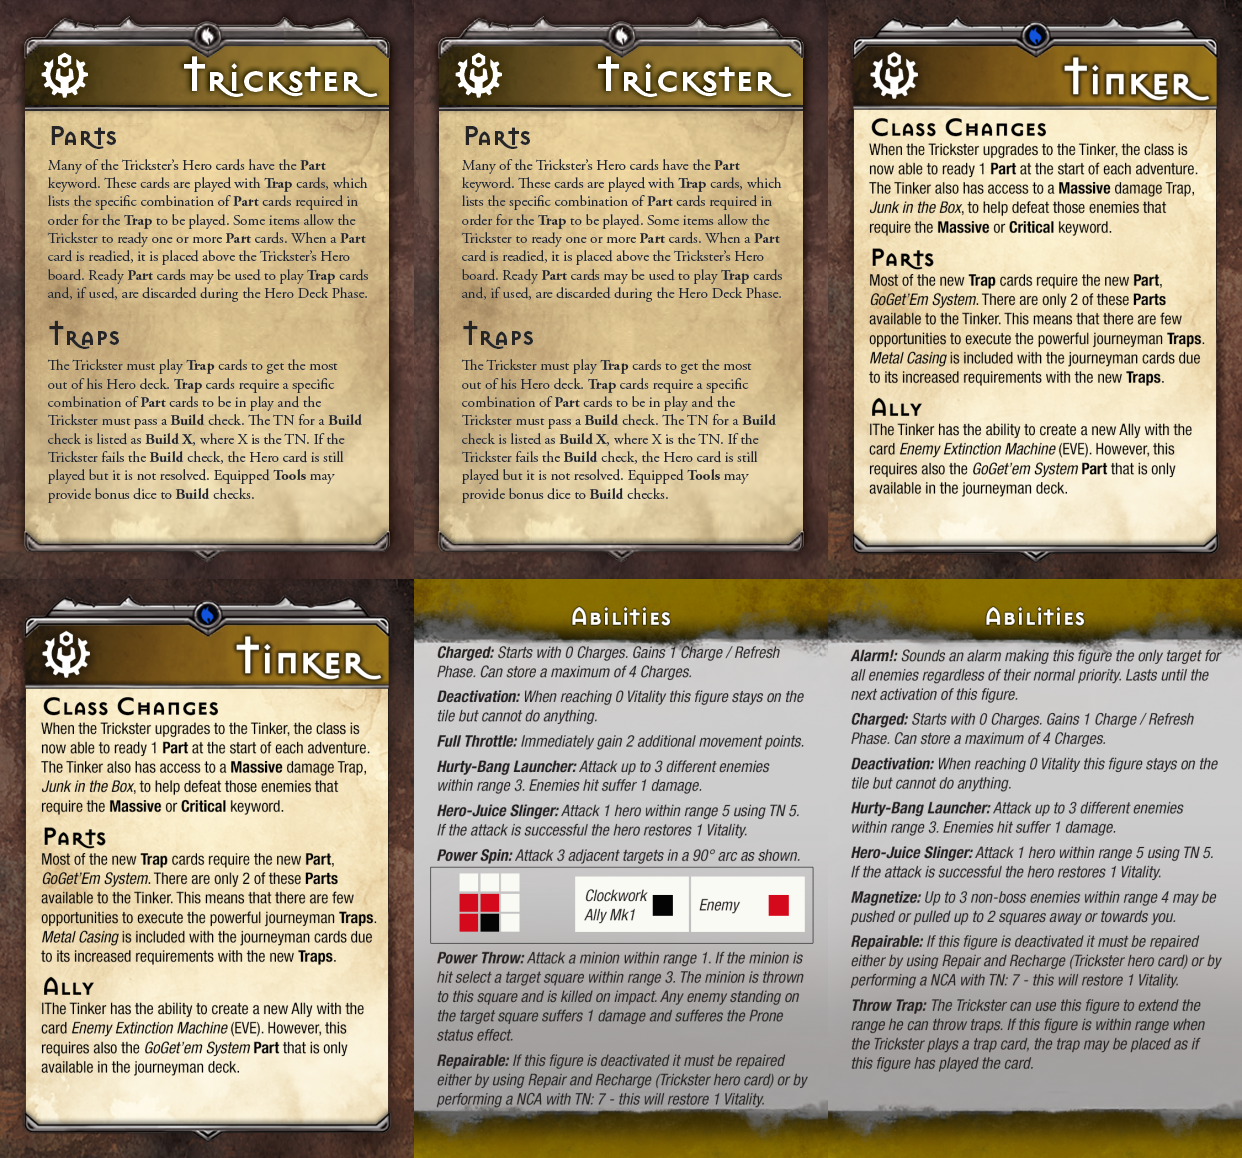 Trickster
Parts
Many of the Trickster's Hero cards have the Part
keyword. These cards are played with Trap cards, which
lists the specific combination of Part cards required in
order for the Trap to be played. Some items allow the
Trickster to ready one or more Part cards. When a Part
card is readied, it is placed above the Trickster's Hero
board. Ready Part cards may be used to play Trap cards
and, if used, are discarded during the Hero Deck Phase.
Traps
The Trickster must play Trap cards to get the most
out of his Hero deck. Trap cards require a specific
combination of Part cards to be in play and the
Trickster must pass a Build check. The TN for a Build
check is listed as Build X, where X is the TN. If the
Trickster fails the Build check, the Hero card is still
played but it is not resolved. Equipped Tools may
provide bonus dice to Build checks.
Trickster
Parts
Many of the Trickster's Hero cards have the Part
keyword. These cards are played with Trap cards, which
lists the specific combination of Part cards required in
order for the Trap to be played. Some items allow the
Trickster to ready one or more Part cards. When a Part
card is readied, it is placed above the Trickster's Hero
board. Ready Part cards may be used to play Trap cards
and, if used, are discarded during the Hero Deck Phase.
Traps
The Trickster must play Trap cards to get the most
out of his Hero deck. Trap cards require a specific
combination of Part cards to be in play and the
Trickster must pass a Build check. The TN for a Build
check is listed as Build X, where X is the TN. If the
Trickster fails the Build check, the Hero card is still
played but it is not resolved. Equipped Tools may
provide bonus dice to Build checks.
Tinker
Class Changes
When the Trickster upgrades to the Tinker, the class is
now able to ready 1 Part at the start of each adventure.
The Tinker also has access to a Massive damage Trap,
Junk in the Box, to help defeat those enemies that
require the Massive or Critical keyword.
Parts
Most of the new Trap cards require the new Part,
GoGet'Em System. There are only 2 of these Parts
available to the Tinker. This means that there are few
opportunities to execute the powerful journeyman Traps.
Metal Casing is included with the journeyman cards due
to its increased requirements with the new Traps.
Ally
IThe Tinker has the ability to create a new Ally with the
card Enemy Extinction Machine (EVE). However, this
requires also the GoGet'em System Part that is only
available in the journeyman deck.
Tinker
Class Changes
When the Trickster upgrades to the Tinker, the class is
now able to ready 1 Part at the start of each adventure.
The Tinker also has access to a Massive damage Trap,
Junk in the Box, to help defeat those enemies that
require the Massive or Critical keyword.
Parts
Most of the new Trap cards require the new Part,
GoGet'Em System. There are only 2 of these Parts
available to the Tinker. This means that there are few
opportunities to execute the powerful journeyman Traps.
Metal Casing is included with the journeyman cards due
to its increased requirements with the new Traps.
Ally
IThe Tinker has the ability to create a new Ally with the
card Enemy Extinction Machine (EVE). However, this
requires also the GoGet'em System Part that is only
available in the journeyman deck.
Abilities
Charged: Starts with 0 Charges. Gains 1 Charge / Refresh
Phase. Can store a maximum of 4 Charges.
Deactivation: When reaching 0 Vitality this figure stays on the
tile but cannot do anything.
Full Throttle: Immediately gain 2 additional movement points.
Hurty-Bang Launcher: Attack up to 3 different enemies
within range 3. Enemies hit suffer 1 damage.
Hero-Juice Slinger: Attack 1 hero within range 5 using TN 5.
If the attack is successful the hero restores 1 Vitality.
Power Spin: Attack 3 adjacent targets in a 90° arc as shown.
Clockwork
Ally Mk1
Enemy
Power Throw: Attack a minion within range 1. If the minion is
hit select a target square within range 3. The minion is thrown
to this square and is killed on impact. Any enemy standing on
the target square suffers 1 damage and sufferes the Prone
status effect.
Repairable: If this figure is deactivated it must be repaired
either by using Repair and Recharge (Trickster hero card) or by
performing a NCA with TN: 7 - this will restore 1 Vitality.
Abilities
Alarm!: Sounds an alarm making this figure the only target for
all enemies regardless of their normal priority. Lasts until the
next activation of this figure.
Charged: Starts with 0 Charges. Gains 1 Charge / Refresh
Phase. Can store a maximum of 4 Charges.
Deactivation: When reaching 0 Vitality this figure stays on the
tile but cannot do anything.
Hurty-Bang Launcher: Attack up to 3 different enemies
within range 3. Enemies hit suffer 1 damage.
Hero-Juice Slinger: Attack 1 hero within range 5 using TN 5.
If the attack is successful the hero restores 1 Vitality.
Magnetize: Up to 3 non-boss enemies within range 4 may be
pushed or pulled up to 2 squares away or towards you.
Repairable: If this figure is deactivated it must be repaired
either by using Repair and Recharge (Trickster hero card) or by
performing a NCA with TN: 7 - this will restore 1 Vitality.
Throw Trap: The Trickster can use this figure to extend the
range he can throw traps. If this figure is within range when
the Trickster plays a trap card, the trap may be placed as if
this figure has played the card.